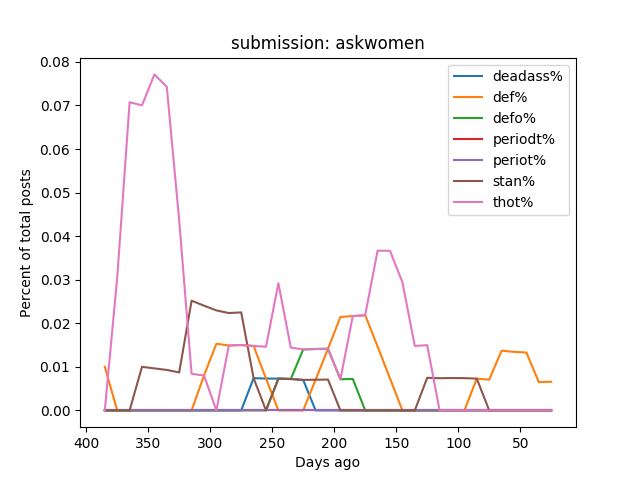 submission: askwomen
Percent of total posts
0.08
0.07
0.06
0.05
0.04
0.03
0.02
0.01
0.00
deadass%
def%
defo%
periodt%
periot%
stan%
thot%
400 350 300 250 200 150 100 50
Days ago